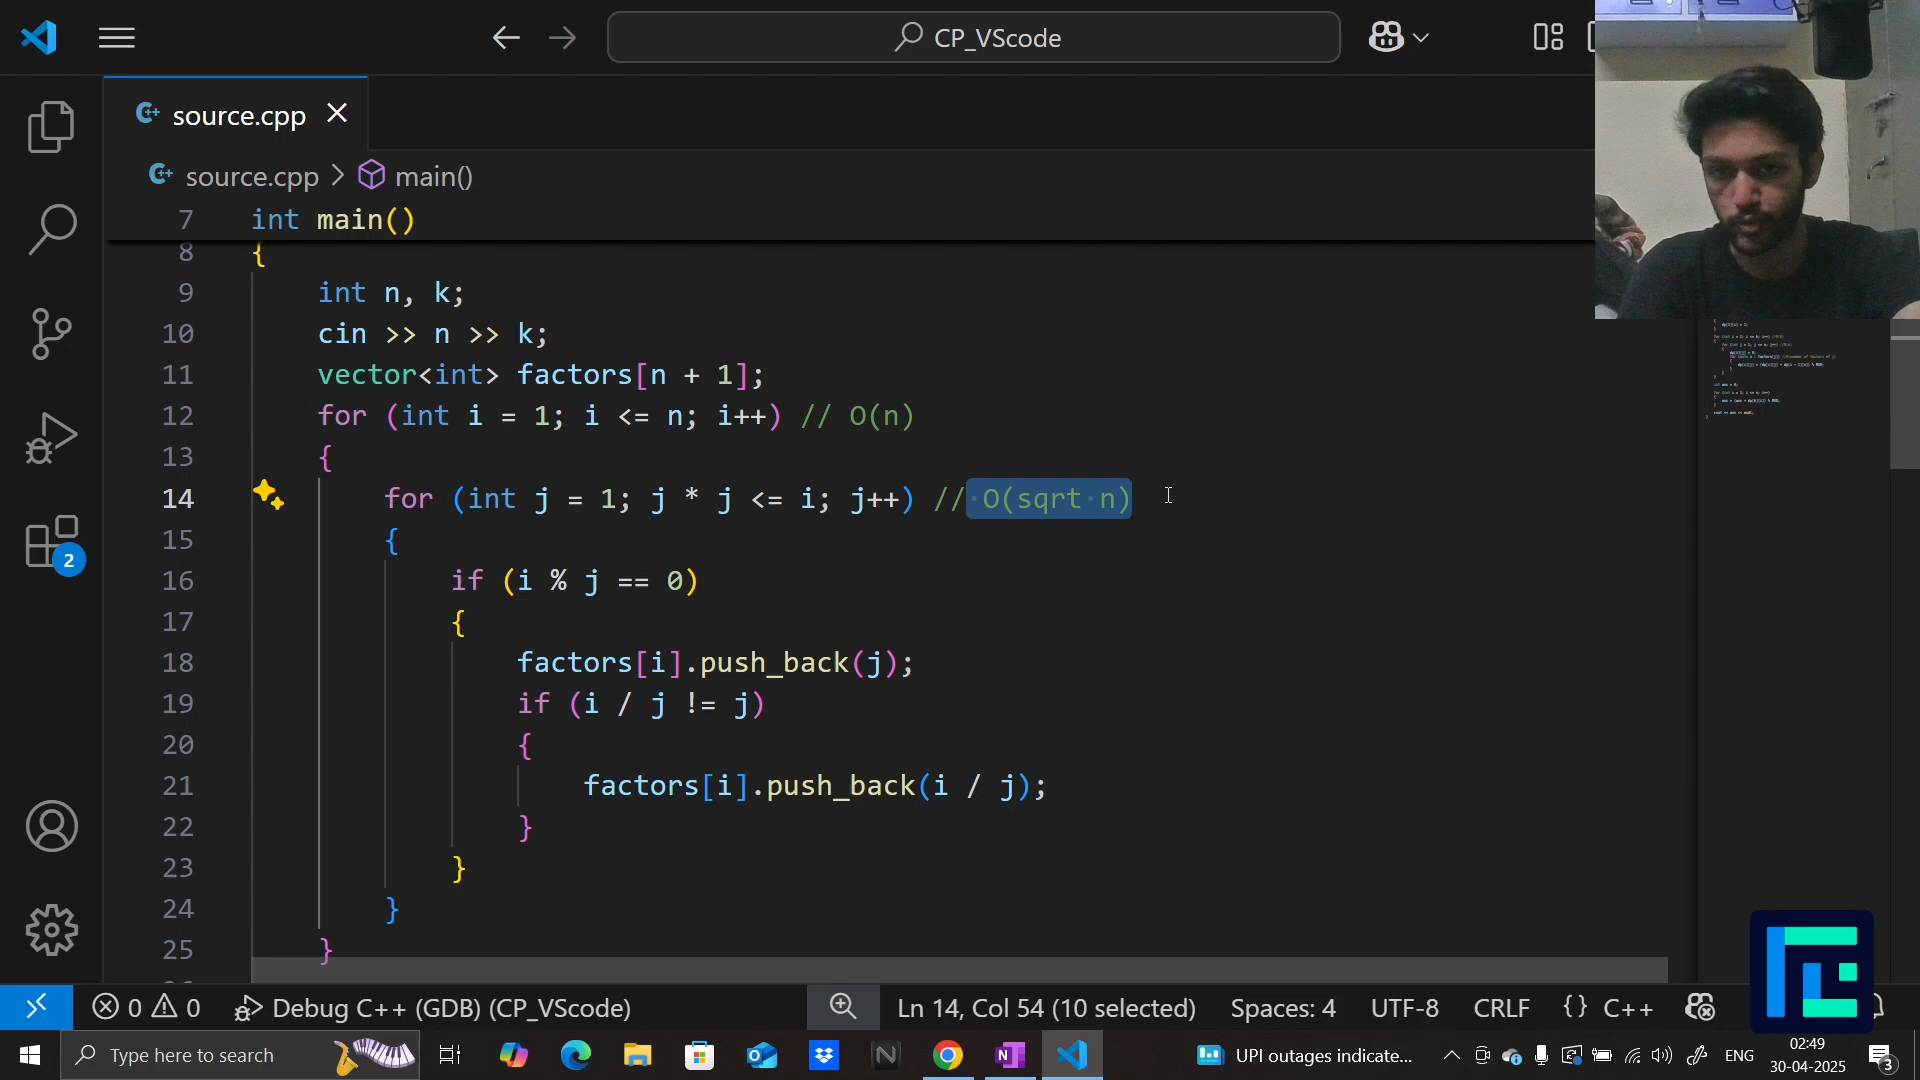 CP_VScode
source.cpp
source.cpp > main()
7 int main()
8 {
9 int n, k;
10 cin >> n >> k;
11 vector<int> factors[n + 1];
12 for (int i = 1; i <= n; i++) // O(n)
13 {
14 for (int j = 1; j * j <= i; j++) // O(sqrt n)
15 {
16 if (i % j == 0)
17 {
18 factors[i].push_back(j);
19 if (i / j != j)
20 {
21 factors[i].push_back(i / j);
22 }
23 }
24 }
25 }
2
0 0 Debug C++ (GDB) (CP_VScode) Ln 14, Col 54 (10 selected) Spaces: 4 UTF-8 CRLF {} C++
Type here to search UPI outages indicate... ENG 02:49
30-04-2025 3